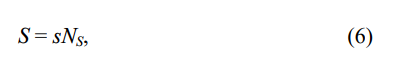 S = sN_S, (6)